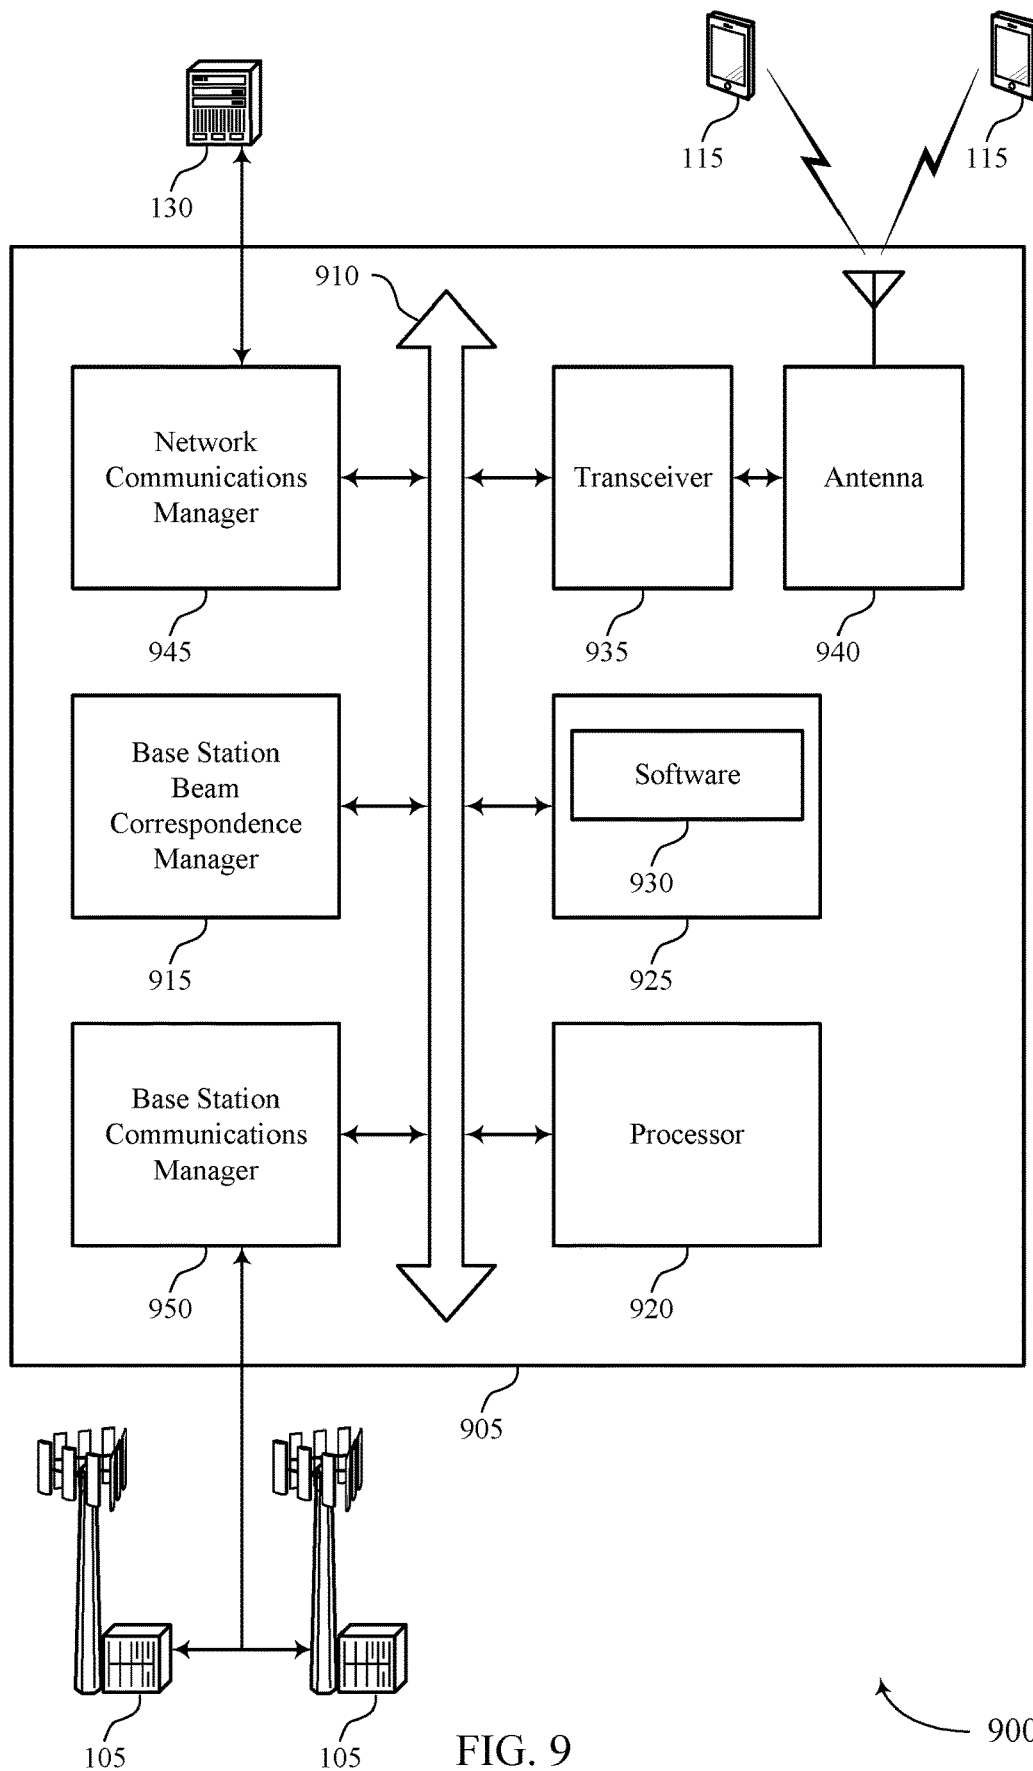 115
115
130
910
Network
Communications
Manager
Transceiver
Antenna
945
935
940
Base Station
Beam
Correspondence
Manager
Software
930
915
925
Base Station
Communications
Manager
Processor
950
920
905
105
105
FIG. 9
900